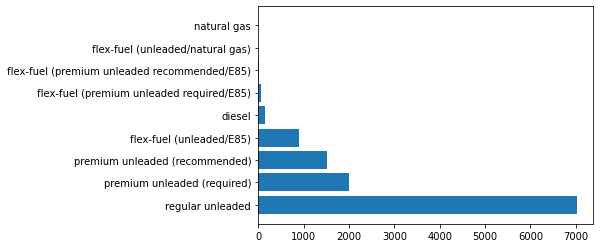 natural gas
flex-fuel (unleaded/natural gas)
flex-fuel (premium unleaded recommended/E85)
flex-fuel (premium unleaded required/E85)
diesel
flex-fuel (unleaded/E85)
premium unleaded (recommended)
premium unleaded (required)
regular unleaded
0 1000 2000 3000 4000 5000 6000 7000